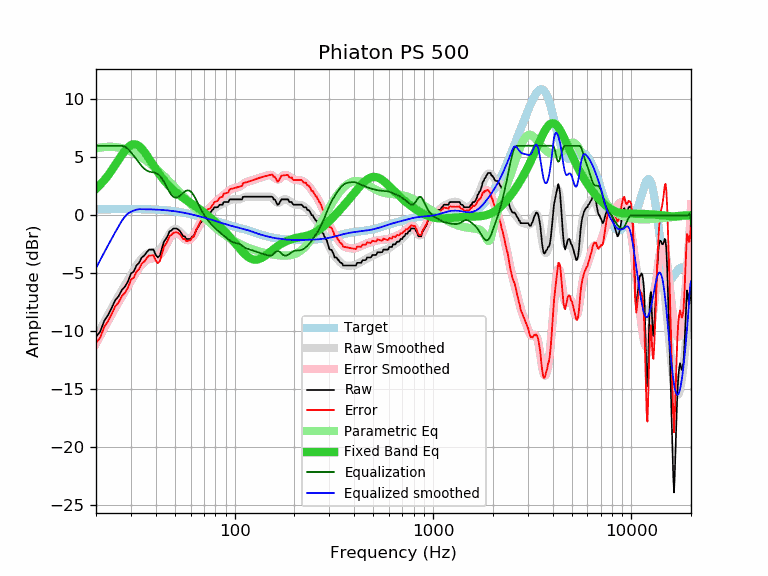 Phiaton PS 500
Amplitude (dBr)
10
5
0
−5
−10
−15
−20
−25
Target
Raw Smoothed
Error Smoothed
Raw
Error
Parametric Eq
Fixed Band Eq
Equalization
Equalized smoothed
100
1000
10000
Frequency (Hz)